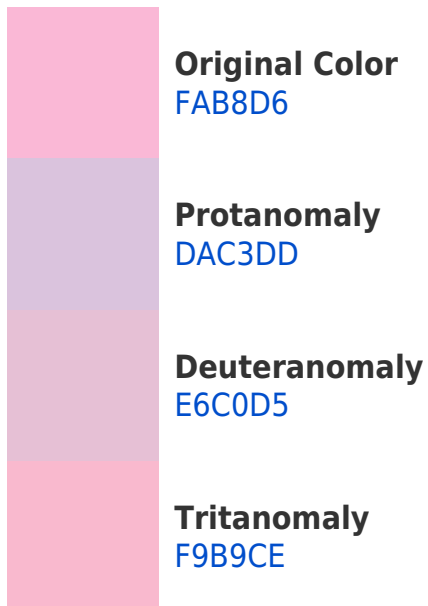 Original Color
FAB8D6
Protanomaly
DAC3DD
Deuteranomaly
E6C0D5
Tritanomaly
F9B9CE